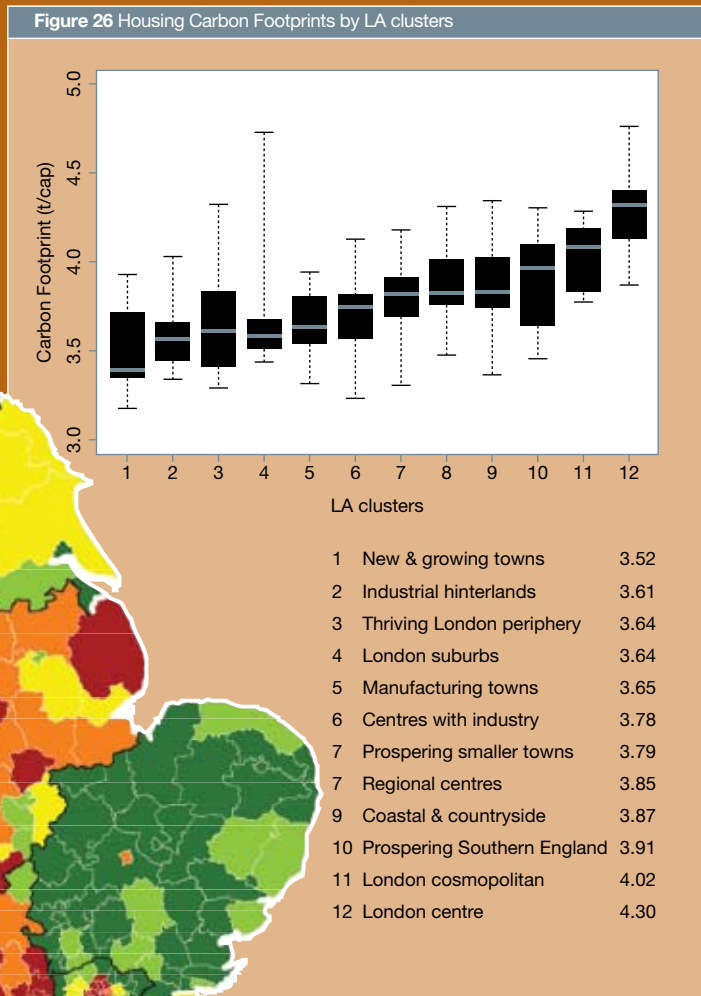 Figure 26 Housing Carbon Footprints by LA clusters
Carbon Footprint (t/cap)
5.0
4.5
4.0
3.5
3.0
1 2 3 4 5 6 7 8 9 10 11 12
LA clusters
1 New & growing towns 3.52
2 Industrial hinterlands 3.61
3 Thriving London periphery 3.64
4 London suburbs 3.64
5 Manufacturing towns 3.65
6 Centres with industry 3.78
7 Prospering smaller towns 3.79
7 Regional centres 3.85
9 Coastal & countryside 3.87
10 Prospering Southern England 3.91
11 London cosmopolitan 4.02
12 London centre 4.30